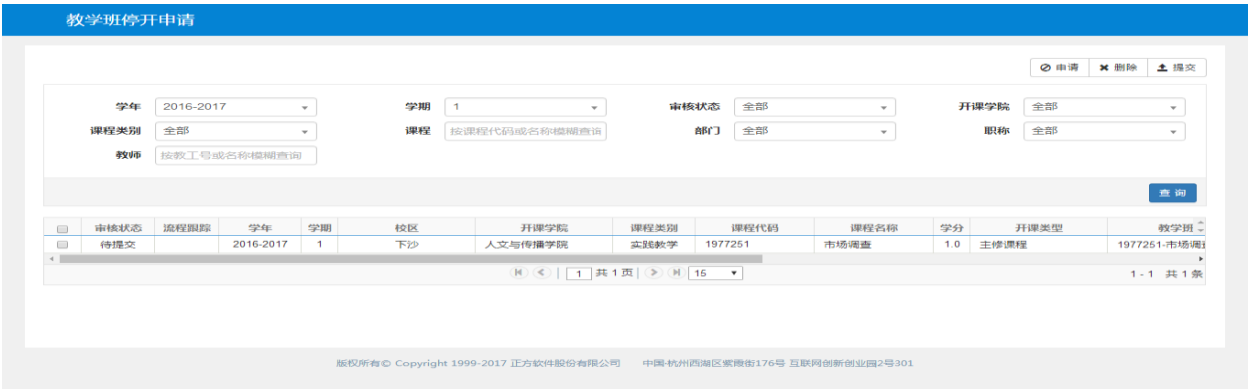 教学班停开申请
申请 删除 提交
学年 2016-2017 学期 1 审核状态 全部 开课学院 全部
课程类别 全部 课程 按课程代码或名称模糊查询 部门 全部 职称 全部
教师 按教工号或名称模糊查询
查询
审核状态 流程跟踪 学年 学期 校区 开课学院 课程类别 课程代码 课程名称 学分 开课类型 教学班
待提交 2016-2017 1 下沙 人文与传播学院 实践教学 1977251 市场调查 1.0 主修课程 1977251-市场调查
1 共 1 页 15 1 - 1 共 1 条
版权所有© Copyright 1999-2017 正方软件股份有限公司 中国·杭州西湖区紫霞街176号 互联网创新创业园2号301